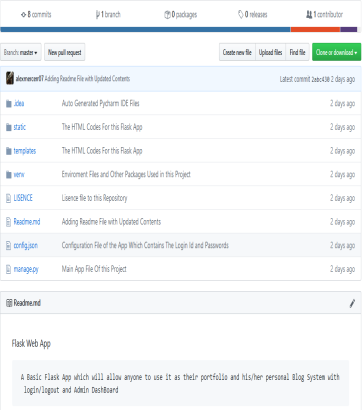 8 commits 1 branch 0 packages 0 releases 1 contributor
Branch: master New pull request Create new file Upload files Find file Clone or download
alexmercer07 Adding Readme File with Updated Contents Latest commit 2 days ago
.idea Auto Generated Pycharm IDE Files 2 days ago
static The HTML Codes For this Flask App 2 days ago
templates The HTML Codes For this Flask App 2 days ago
venv Enviroment Files and Other Packages Used in this Project 2 days ago
LISENCE Lisence file to this Repository 2 days ago
Readme.md Adding Readme File with Updated Contents 2 days ago
config.json Configuration File of the App Which Contains The Login Id and Passwords 2 days ago
manage.py Main App File Of this Project 2 days ago
Readme.md
Flask Web App
A Basic Flask App which will allow anyone to use it as their portfolio and his/her personal Blog System with
login/logout and Admin DashBoard